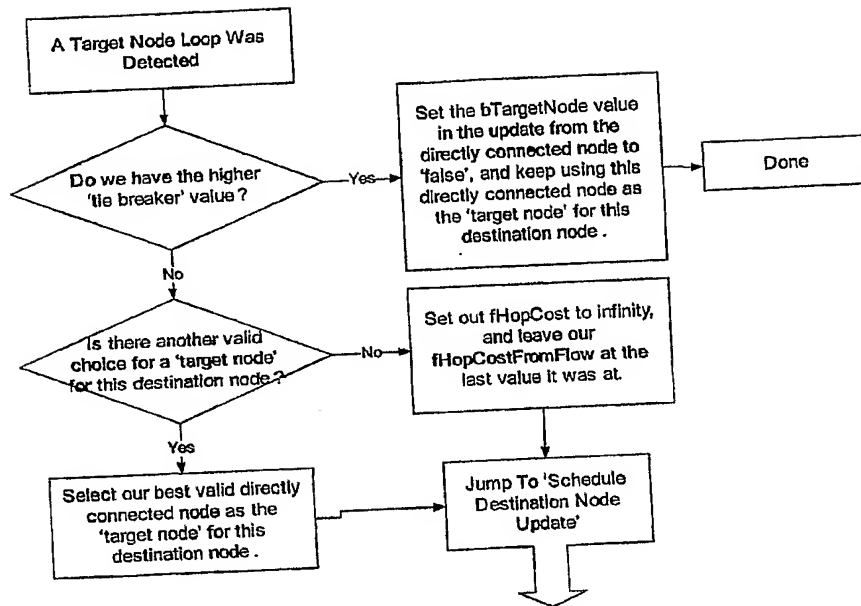 A Target Node Loop Was
Detected
Do we have the higher
'tie breaker' value ?
Yes
Set the bTargetNode value
in the update from the
directly connected node to
'false', and keep using this
directly connected node as
the 'target node' for this
destination node .
Done
No
Is there another valid
choice for a 'target node'
for this destination node ?
No
Set out fHopCost to infinity,
and leave our
fHopCostFromFlow at the
last value it was at.
Yes
Select our best valid directly
connected node as the
'target node' for this
destination node .
Jump To 'Schedule
Destination Node
Update'